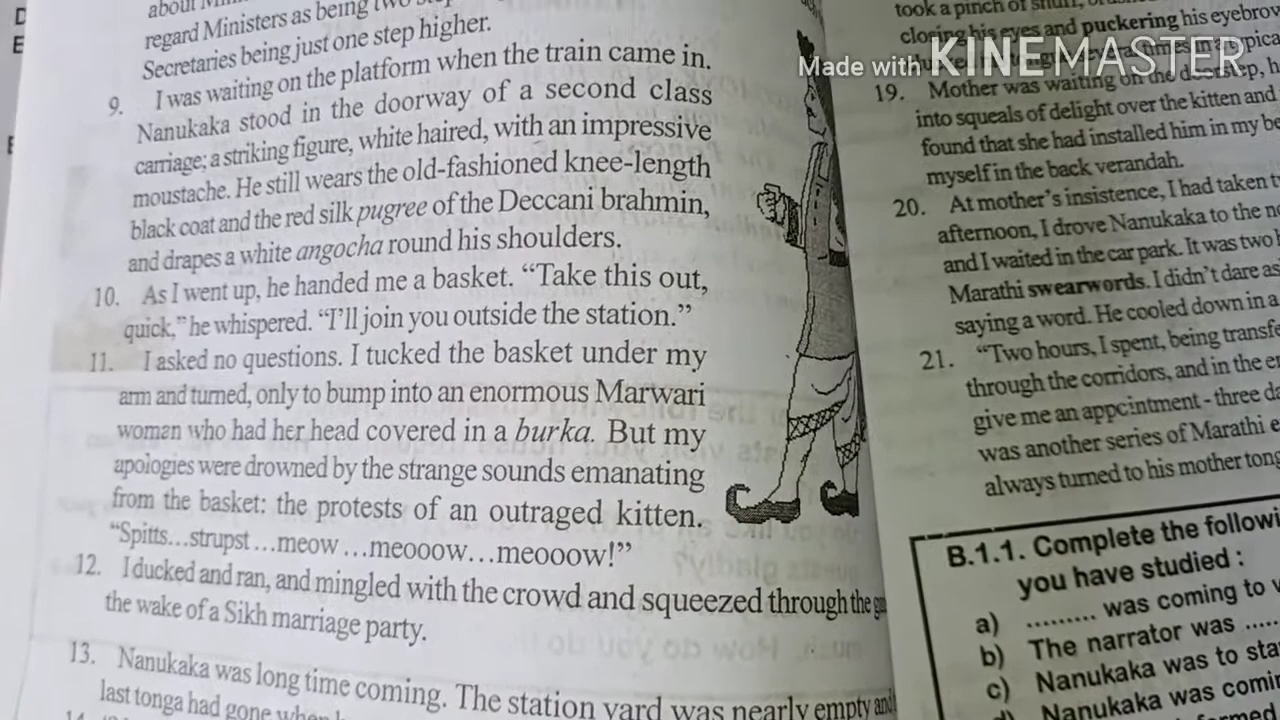 regard Ministers as being two
Secretaries being just one step higher.
9. I was waiting on the platform when the train came in.
Nanukaka stood in the doorway of a second class
carriage; a striking figure, white haired, with an impressive
moustache. He still wears the old-fashioned knee-length
black coat and the red silk pugree of the Deccani brahmin,
and drapes a white angocha round his shoulders.
10. As I went up, he handed me a basket. “Take this out,
quick,” he whispered. “I’ll join you outside the station.”
11. I asked no questions. I tucked the basket under my
arm and turned, only to bump into an enormous Marwari
woman who had her head covered in a burka. But my
apologies were drowned by the strange sounds emanating
from the basket: the protests of an outraged kitten.
“Spitts...strupst...meow...meooow...meooow!”
12. I ducked and ran, and mingled with the crowd and squeezed through the
the wake of a Sikh marriage party.
13. Nanukaka was long time coming. The station yard was nearly empty and
last tonga had gone
took a pinch of
closing his eyes and puckering his eyebrow
Made with KINEMASTER
19. Mother was waiting on the doorstep, h
into squeals of delight over the kitten and
found that she had installed him in my be
myself in the back verandah.
20. At mother’s insistence, I had taken
afternoon, I drove Nanukaka to the
and I waited in the car park. It was two
Marathi swearwords. I didn’t dare as
saying a word. He cooled down in a
21. “Two hours, I spent, being transfe
through the corridors, and in the
give me an appointment - three
was another series of Marathi
always turned to his mother
B.1.1. Complete the followi
you have studied :
a) ......... was coming to
b) The narrator was .....
c) Nanukaka was to sta
Nanukaka was